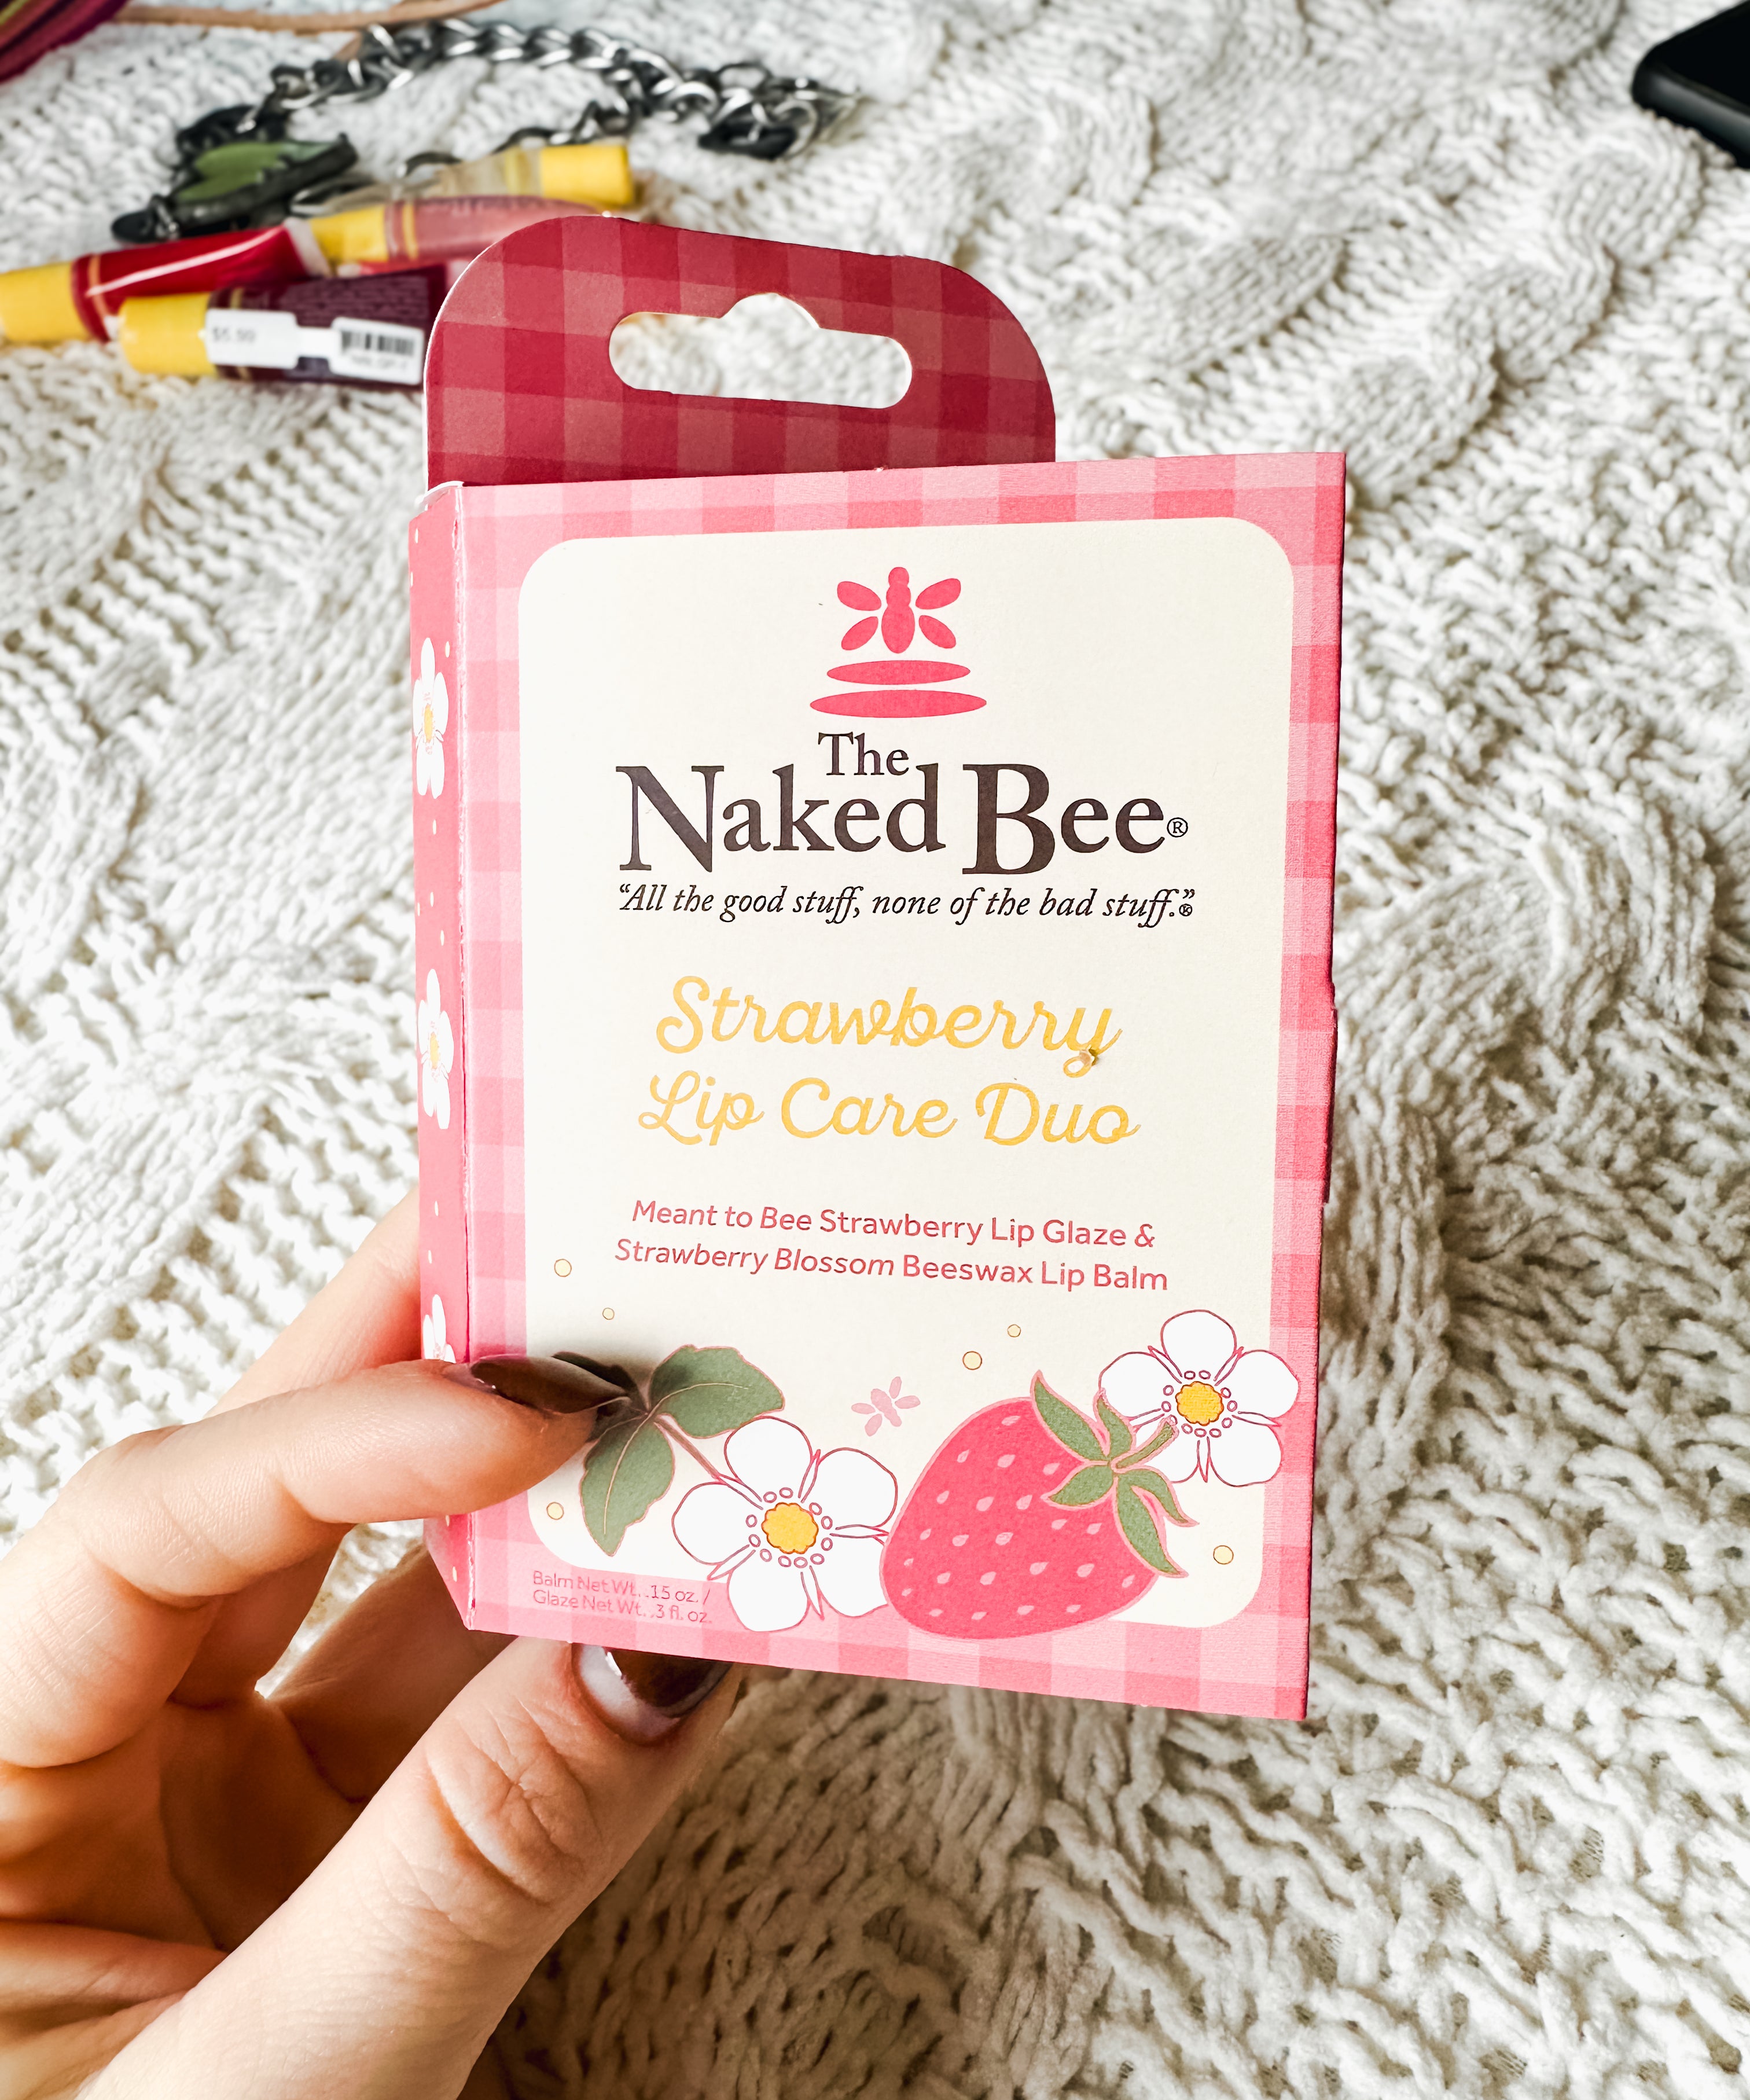 $5.99
The
Naked Bee®
“All the good stuff, none of the bad stuff.”®
Strawberry
Lip Care Duo
Meant to Bee Strawberry Lip Glaze &
Strawberry Blossom Beeswax Lip Balm
Balm Net Wt. .15 oz. /
Glaze Net Wt. .3 fl. oz.